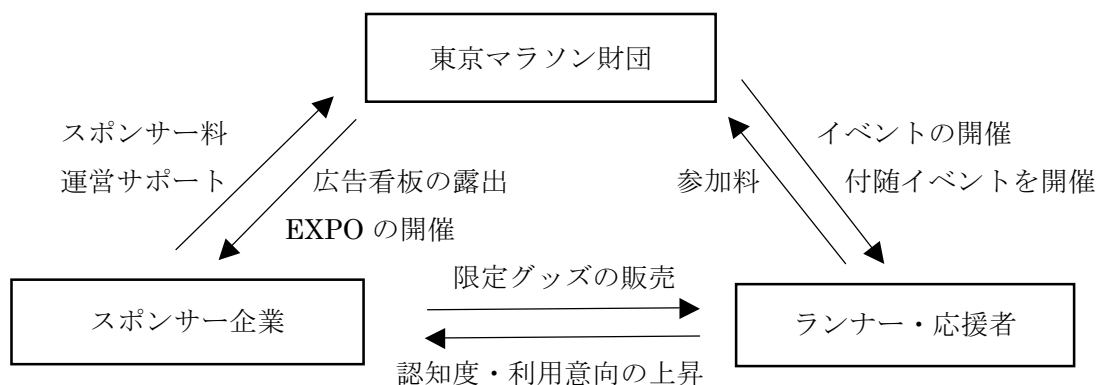 東京マラソン財団
スポンサー料
運営サポート
広告看板の露出
EXPO の開催
参加料
イベントの開催
付随イベントを開催
スポンサー企業
限定グッズの販売
認知度・利用意向の上昇
ランナー・応援者